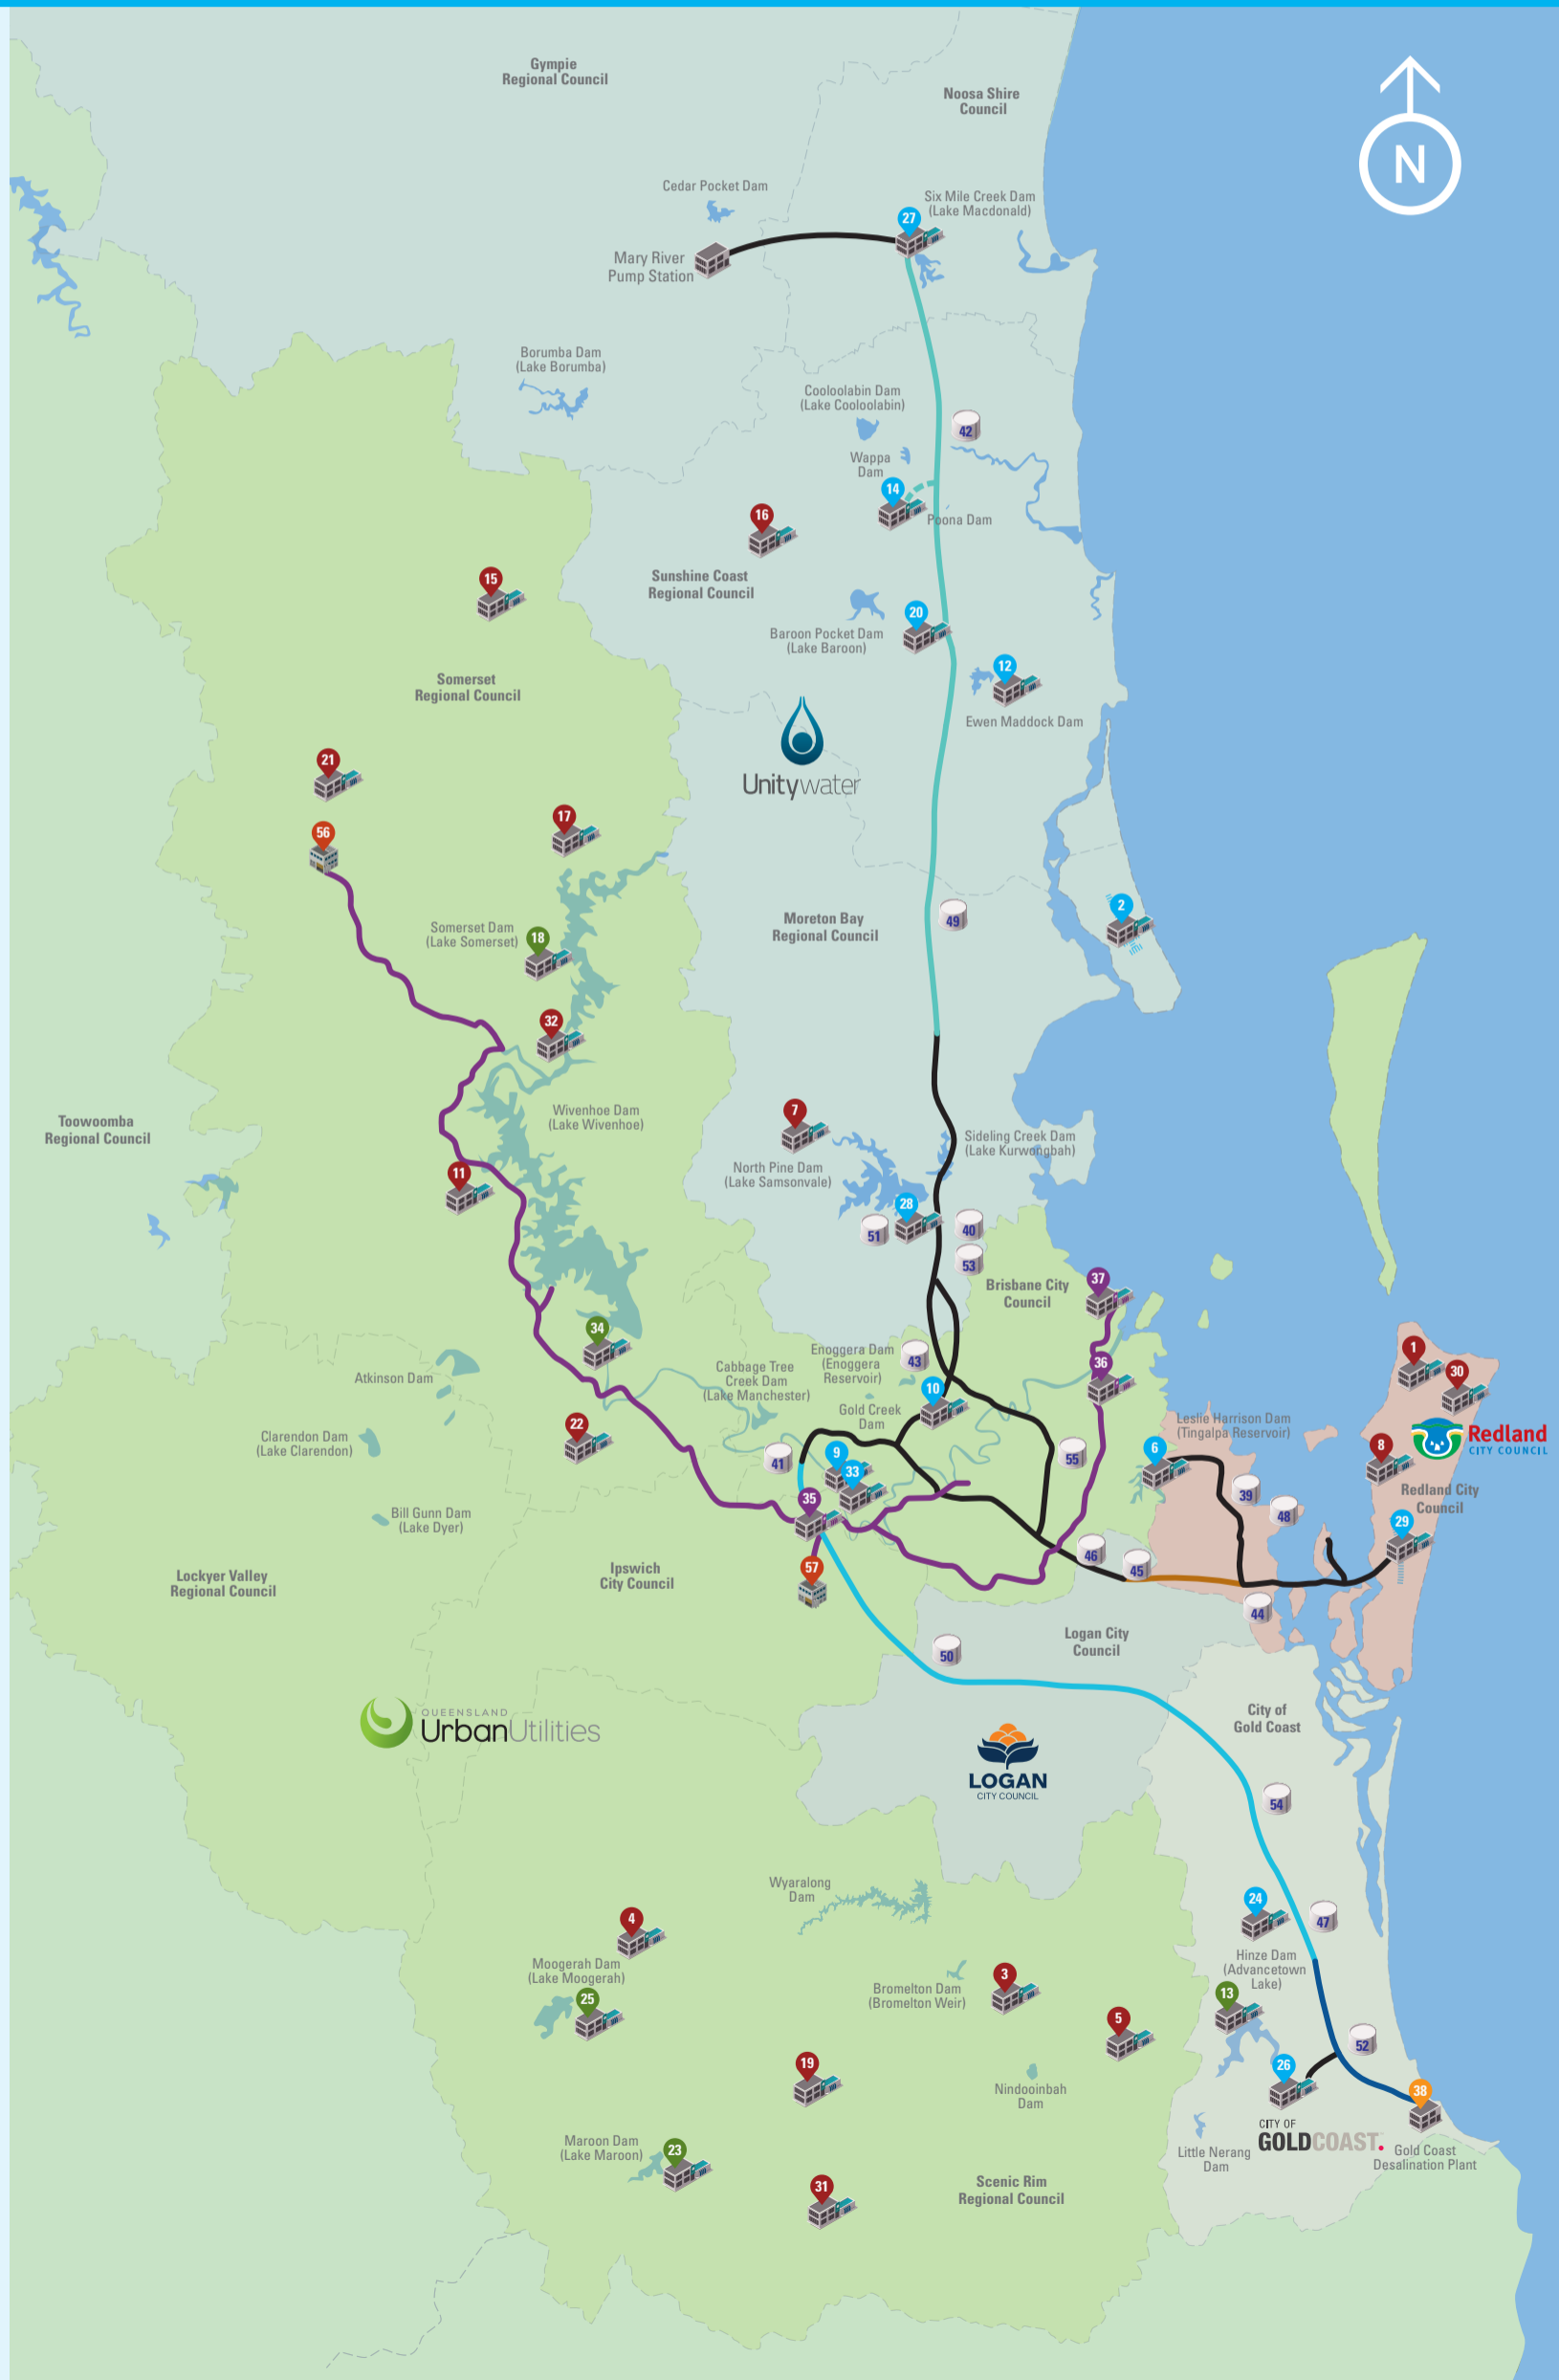 Gympie
Regional Council
Noosa Shire
Council
N
Cedar Pocket Dam
Six Mile Creek Dam
(Lake Macdonald)
27
Mary River
Pump Station
Borumba Dam
(Lake Borumba)
Cooloolabin Dam
(Lake Cooloolabin)
42
Wappa
Dam
14
Poona Dam
16
Sunshine Coast
Regional Council
15
20
Baroon Pocket Dam
(Lake Baroon)
12
Ewen Maddock Dam
Somerset
Regional Council
Unitywater
21
17
56
2
49
Moreton Bay
Regional Council
Somerset Dam
(Lake Somerset)
18
32
Wivenhoe Dam
(Lake Wivenhoe)
Toowoomba
Regional Council
7
Sideling Creek Dam
(Lake Kurwongbah)
North Pine Dam
(Lake Samsonvale)
11
28
51
40
53
Brisbane City
Council
37
34
Enoggera Dam
(Enoggera
Reservoir)
43
Cabbage Tree
Creek Dam
(Lake Manchester)
36
1
30
Atkinson Dam
10
Gold Creek
Dam
Leslie Harrison Dam
(Tingalpa Reservoir)
22
Clarendon Dam
(Lake Clarendon)
41
9
33
55
6
8
Redland
CITY COUNCIL
Redland City
Council
39
48
35
Bill Gunn Dam
(Lake Dyer)
29
46
45
57
Ipswich
City Council
Lockyer Valley
Regional Council
44
50
Logan City
Council
QUEENSLAND
UrbanUtilities
City of
Gold Coast
LOGAN
CITY COUNCIL
54
Wyaralong
Dam
24
47
4
Hinze Dam
(Advancetown
Lake)
Moogerah Dam
(Lake Moogerah)
25
Bromelton Dam
(Bromelton Weir)
3
13
5
52
19
26
Nindooinbah
Dam
38
CITY OF
GOLDCOAST.
Little Nerang
Dam
Gold Coast
Desalination Plant
Maroon Dam
(Lake Maroon)
23
31
Scenic Rim
Regional Council